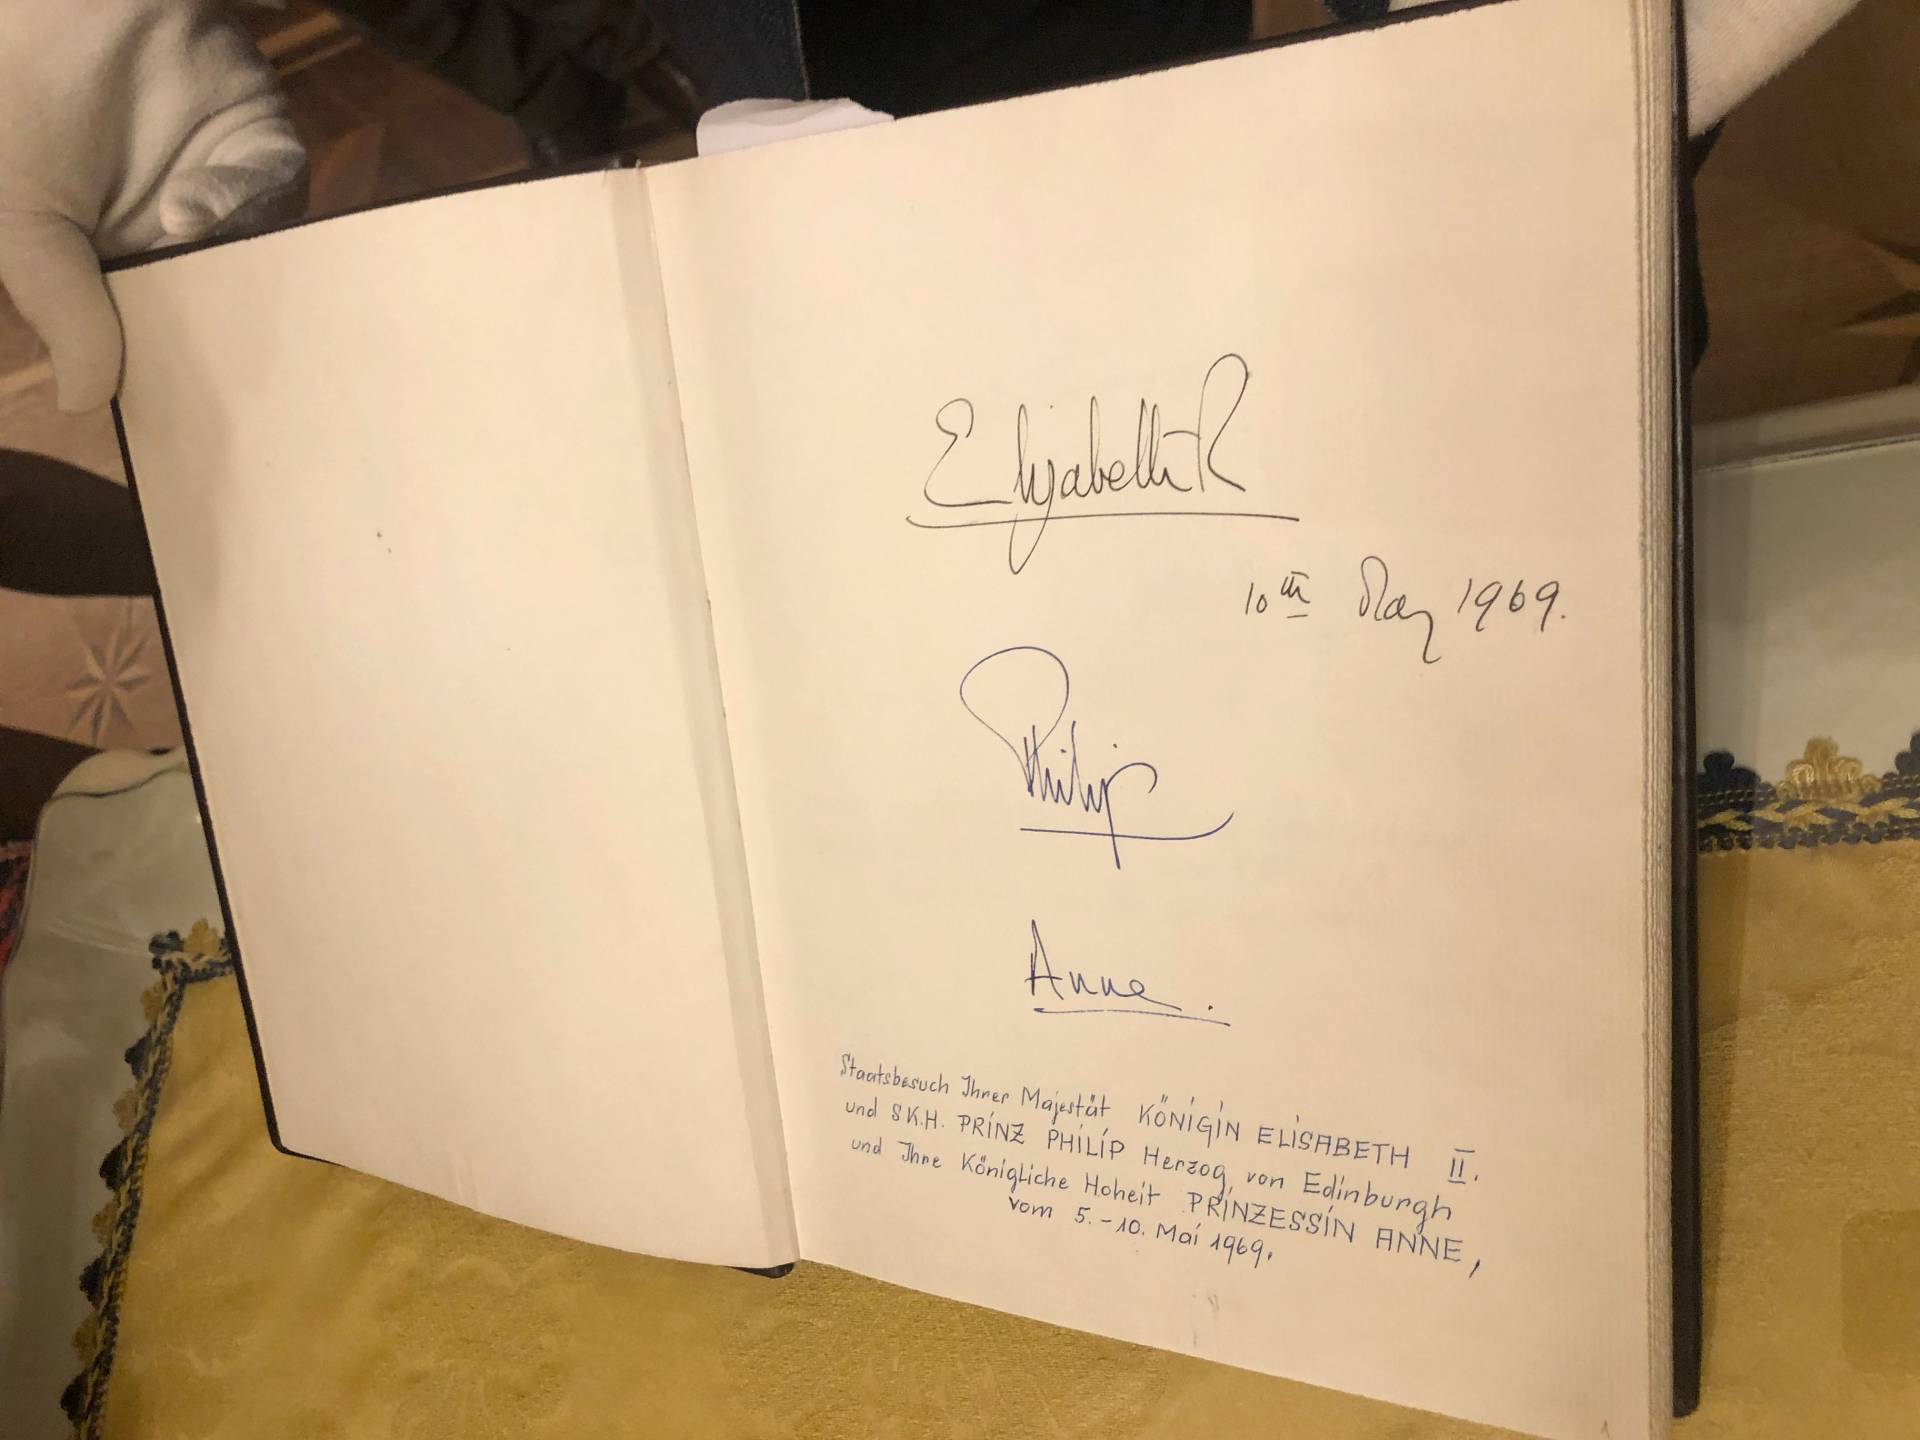 Elizabeth R
10th May 1969.
Philip
Anne.
Staatsbesuch Ihrer Majestät KÖNIGIN ELISABETH II.
und S.K.H. PRINZ PHILIP Herzog von Edinburgh
und Ihre Königliche Hoheit PRINZESSIN ANNE,
vom 5.-10. Mai 1969.